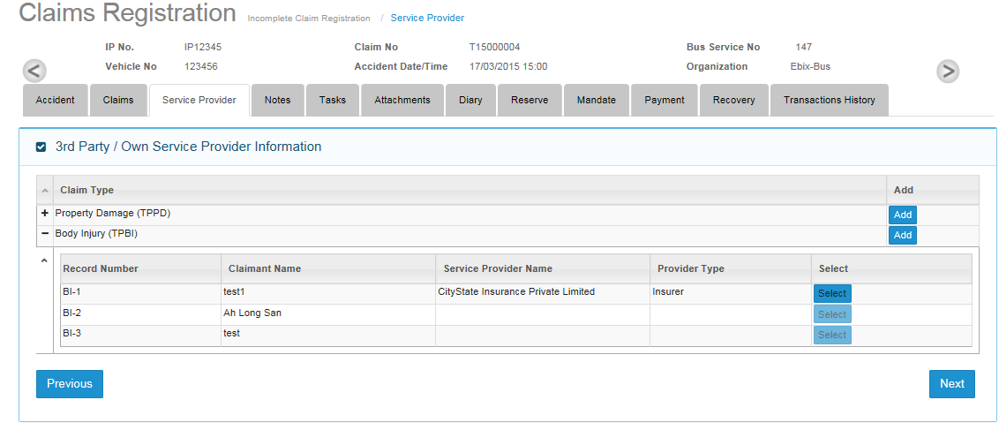 Claims Registration Incomplete Claim Registration / Service Provider
IP No. IP12345 Claim No T15000004 Bus Service No 147
Vehicle No 123456 Accident Date/Time 17/03/2015 15:00 Organization Ebix-Bus
Accident Claims Service Provider Notes Tasks Attachments Diary Reserve Mandate Payment Recovery Transactions History
3rd Party / Own Service Provider Information
Claim Type Add
Property Damage (TPPD) Add
Body Injury (TPBI) Add
Record Number Claimant Name Service Provider Name Provider Type Select
BI-1 test1 CityState Insurance Private Limited Insurer Select
BI-2 Ah Long San Select
BI-3 test Select
Previous Next